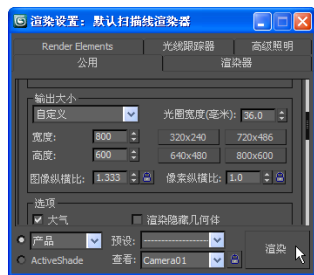 渲染设置: 默认扫描线渲染器
Render Elements 光线跟踪器 高级照明
公用 渲染器
输出大小
自定义 光圈宽度(毫米): 36.0
宽度: 800 320x240 720x486
高度: 600 640x480 800x600
图像纵横比: 1.333 像素纵横比: 1.0
选项
大气 渲染隐藏几何体
产品 预设: --------------------
ActiveShade 查看: Camera01 渲染